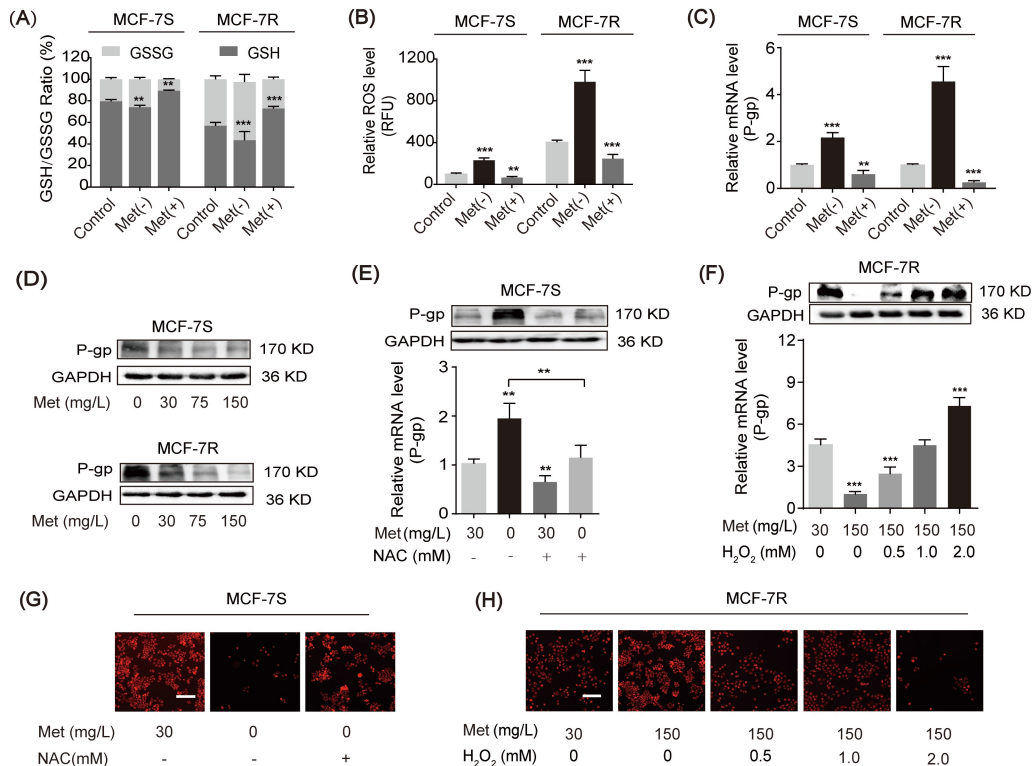 (A)
MCF-7S MCF-7R
GSSG GSH
GSH/GSSG Ratio (%)
120
100
80
60
40
20
0
** ** *** ***
Control Met(-) Met(+) Control Met(-) Met(+)
(B)
MCF-7S MCF-7R
Relative ROS level
(RFU)
1200
800
400
0
*** ** *** ***
Control Met(-) Met(+) Control Met(-) Met(+)
(C)
MCF-7S MCF-7R
Relative mRNA level
(P-gp)
6
4
2
0
*** ** *** ***
Control Met(-) Met(+) Control Met(-) Met(+)
(D)
MCF-7S
P-gp 170 KD
GAPDH 36 KD
Met (mg/L) 0 30 75 150
MCF-7R
P-gp 170 KD
GAPDH 36 KD
Met (mg/L) 0 30 75 150
(E)
MCF-7S
P-gp 170 KD
GAPDH 36 KD
Relative mRNA level
(P-gp)
3
2
1
0
**
** **
Met (mg/L) 30 0 30 0
NAC (mM) - - + +
(F)
MCF-7R
P-gp 170 KD
GAPDH 36 KD
Relative mRNA level
(P-gp)
12
9
6
3
0
*** *** ***
Met (mg/L) 30 150 150 150 150
H₂O₂ (mM) 0 0 0.5 1.0 2.0
(G)
MCF-7S
Met (mg/L) 30 0 0
NAC(mM) - - +
(H)
MCF-7R
Met (mg/L) 30 150 150 150 150
H₂O₂ (mM) 0 0 0.5 1.0 2.0